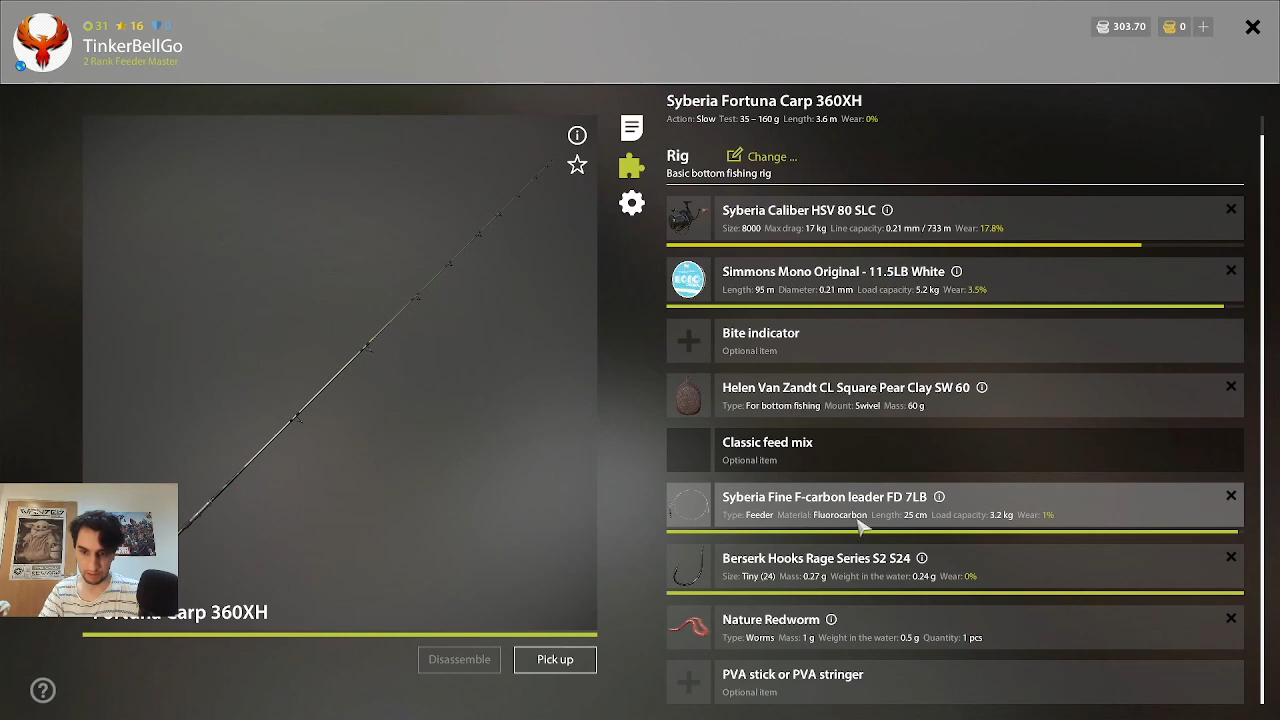 31 16 0
TinkerBellGo
2 Rank Feeder Master
303.70 0 +
Syberia Fortuna Carp 360XH
Action: Slow Test: 35 – 160 g Length: 3.6 m Wear: 0%
Rig Change ...
Basic bottom fishing rig
Syberia Caliber HSV 80 SLC
Size: 8000 Max drag: 17 kg Line capacity: 0.21 mm / 733 m Wear: 17.8%
Simmons Mono Original - 11.5LB White
Length: 95 m Diameter: 0.21 mm Load capacity: 5.2 kg Wear: 3.5%
Bite indicator
Optional item
Helen Van Zandt CL Square Pear Clay SW 60
Type: For bottom fishing Mount: Swivel Mass: 60 g
Classic feed mix
Optional item
Syberia Fine F-carbon leader FD 7LB
Type: Feeder Material: Fluorocarbon Length: 25 cm Load capacity: 3.2 kg Wear: 1%
Berserk Hooks Rage Series S2 S24
Size: Tiny (24) Mass: 0.27 g Weight in the water: 0.24 g Wear: 0%
Nature Redworm
Type: Worms Mass: 1 g Weight in the water: 0.5 g Quantity: 1 pcs
PVA stick or PVA stringer
Optional item
WANTED
Carp 360XH
Disassemble
Pick up
?